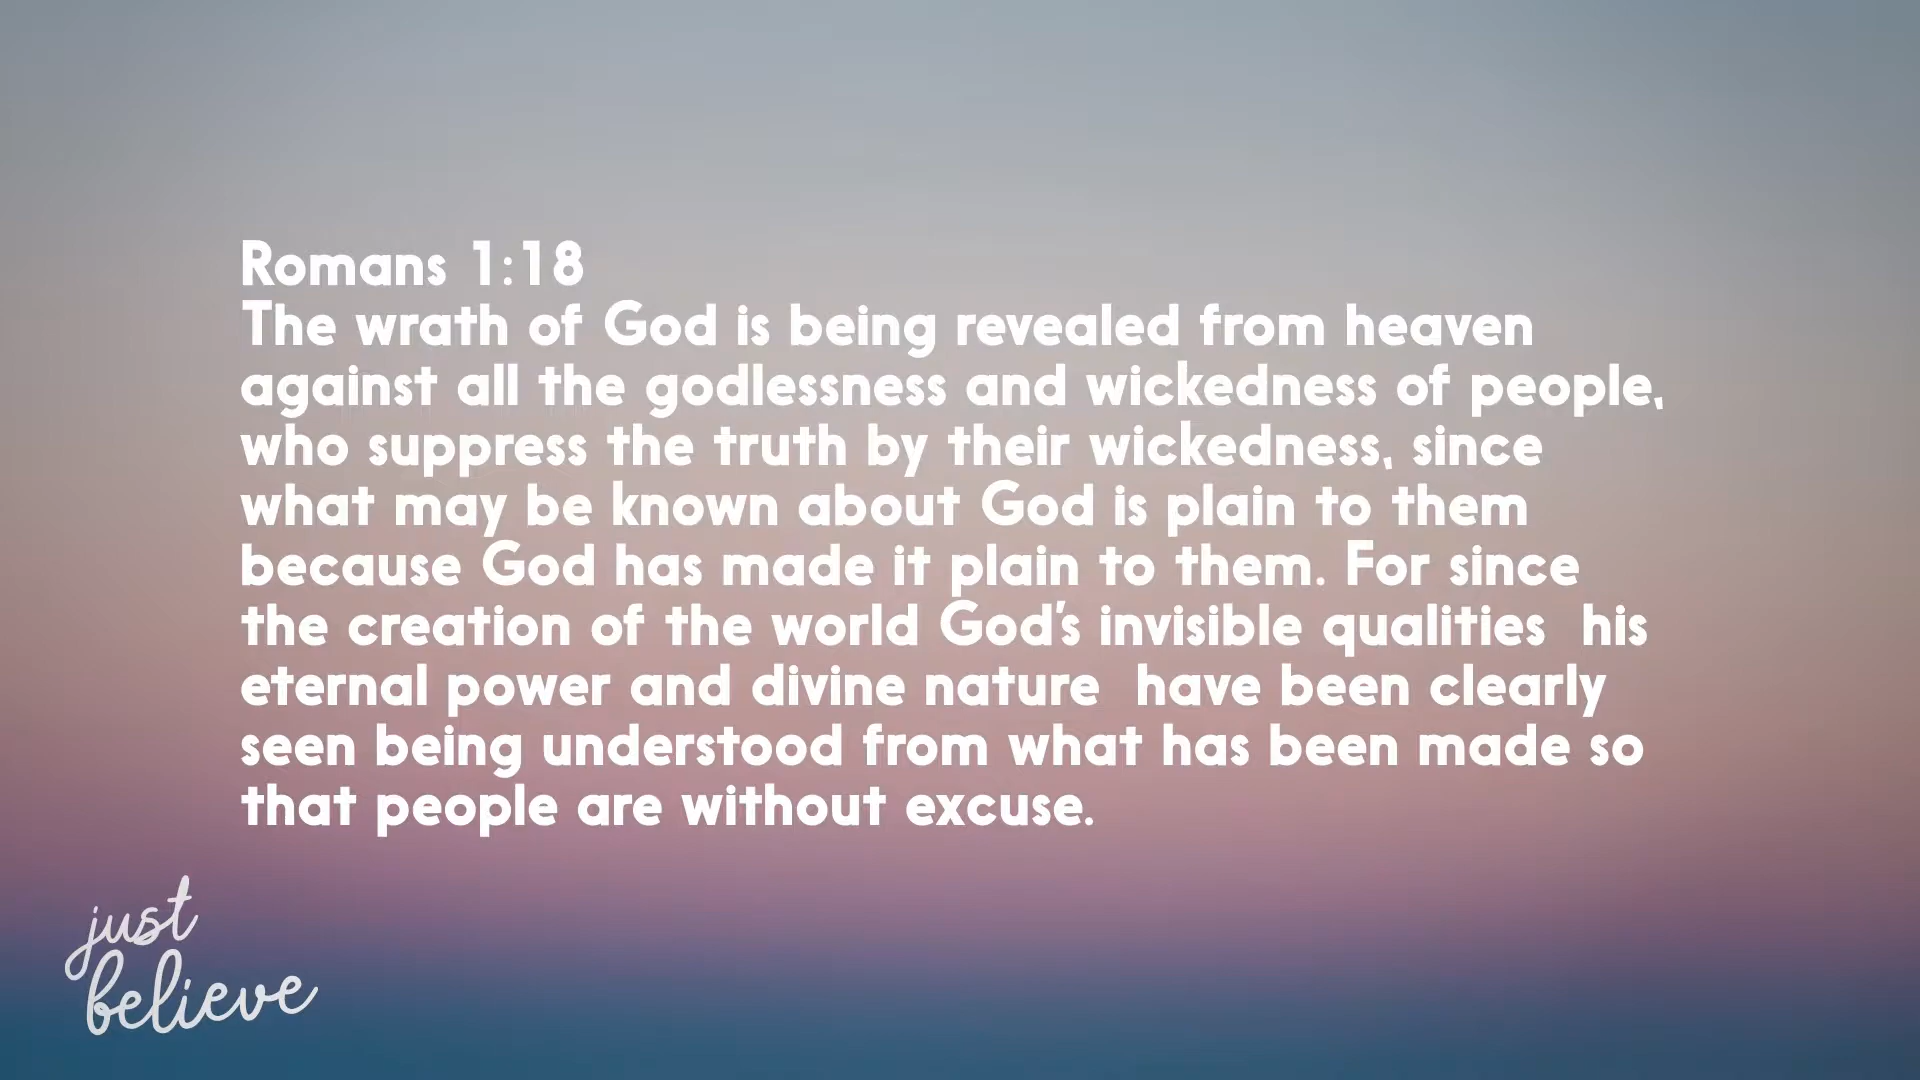 Romans 1:18
The wrath of God is being revealed from heaven
against all the godlessness and wickedness of people,
who suppress the truth by their wickedness, since
what may be known about God is plain to them
because God has made it plain to them. For since
the creation of the world God's invisible qualities  his
eternal power and divine nature  have been clearly
seen being understood from what has been made so
that people are without excuse.
just
believe